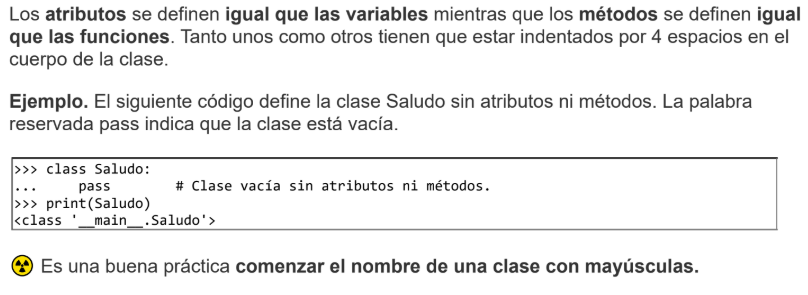 Los atributos se definen igual que las variables mientras que los métodos se definen igual
que las funciones. Tanto unos como otros tienen que estar indentados por 4 espacios en el
cuerpo de la clase.
Ejemplo. El siguiente código define la clase Saludo sin atributos ni métodos. La palabra
reservada pass indica que la clase está vacía.
>>> class Saludo:
...     pass        # Clase vacía sin atributos ni métodos.
>>> print(Saludo)
<class '__main__.Saludo'>
Es una buena práctica comenzar el nombre de una clase con mayúsculas.